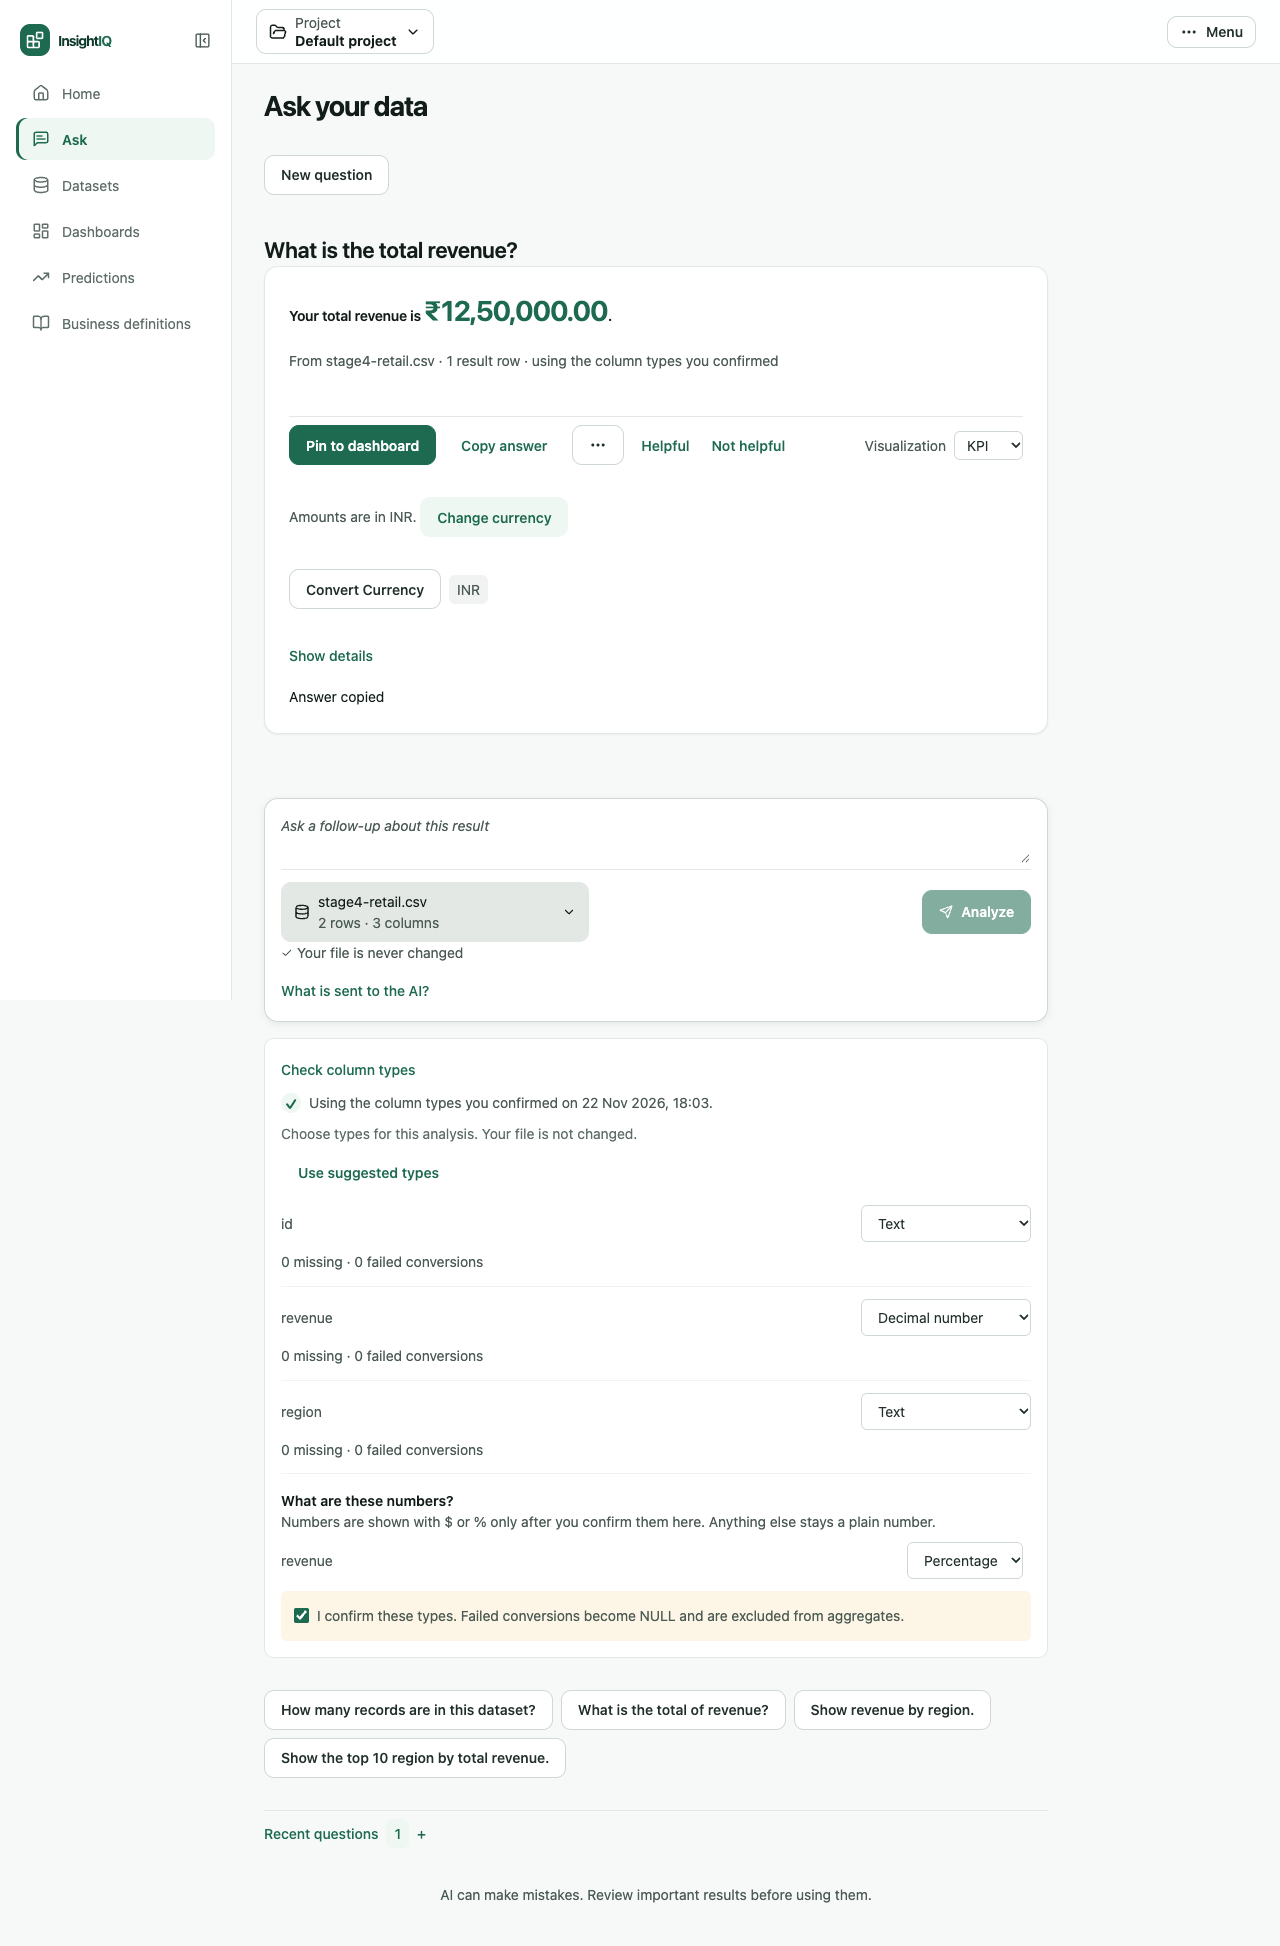 InsightIQ
Project
Default project
Menu
Home
Ask
Datasets
Dashboards
Predictions
Business definitions
Ask your data
New question
What is the total revenue?
Your total revenue is ₹12,50,000.00.
From stage4-retail.csv · 1 result row · using the column types you confirmed
Pin to dashboard
Copy answer
Helpful
Not helpful
Visualization
KPI
Amounts are in INR.
Change currency
Convert Currency
INR
Show details
Answer copied
Ask a follow-up about this result
stage4-retail.csv
2 rows · 3 columns
Analyze
Your file is never changed
What is sent to the AI?
Check column types
Using the column types you confirmed on 22 Nov 2026, 18:03.
Choose types for this analysis. Your file is not changed.
Use suggested types
id
Text
0 missing · 0 failed conversions
revenue
Decimal number
0 missing · 0 failed conversions
region
Text
0 missing · 0 failed conversions
What are these numbers?
Numbers are shown with $ or % only after you confirm them here. Anything else stays a plain number.
revenue
Percentage
I confirm these types. Failed conversions become NULL and are excluded from aggregates.
How many records are in this dataset?
What is the total of revenue?
Show revenue by region.
Show the top 10 region by total revenue.
Recent questions 1 +
AI can make mistakes. Review important results before using them.